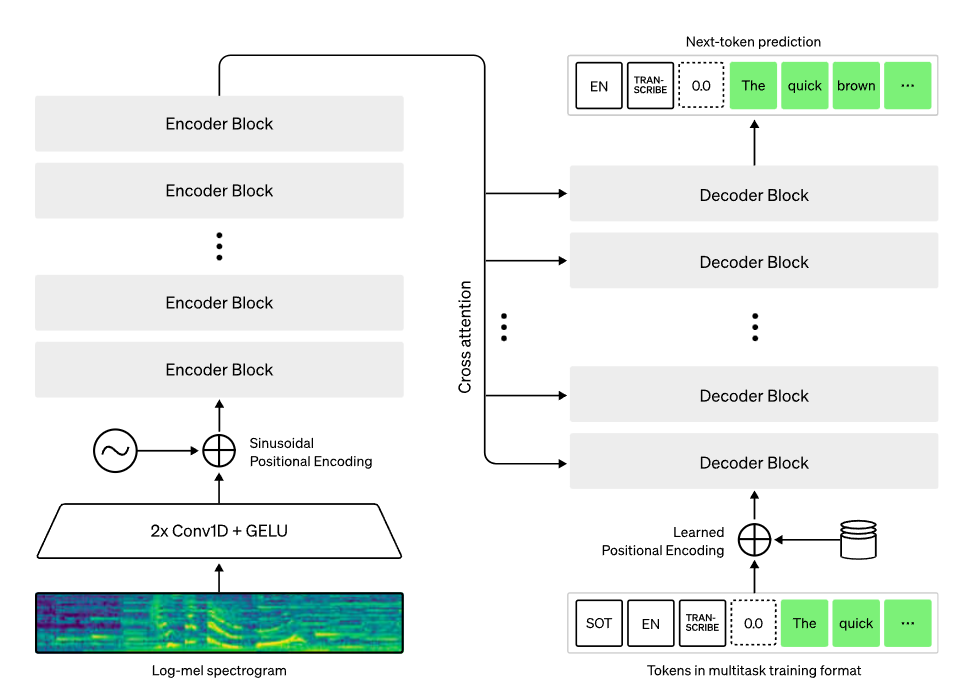 Next-token prediction
EN
TRAN-
SCRIBE
0.0
The
quick
brown
...
Encoder Block
Encoder Block
Encoder Block
Encoder Block
Sinusoidal
Positional Encoding
2x Conv1D + GELU
Log-mel spectrogram
Cross attention
Decoder Block
Decoder Block
Decoder Block
Decoder Block
Learned
Positional Encoding
SOT
EN
TRAN-
SCRIBE
0.0
The
quick
...
Tokens in multitask training format